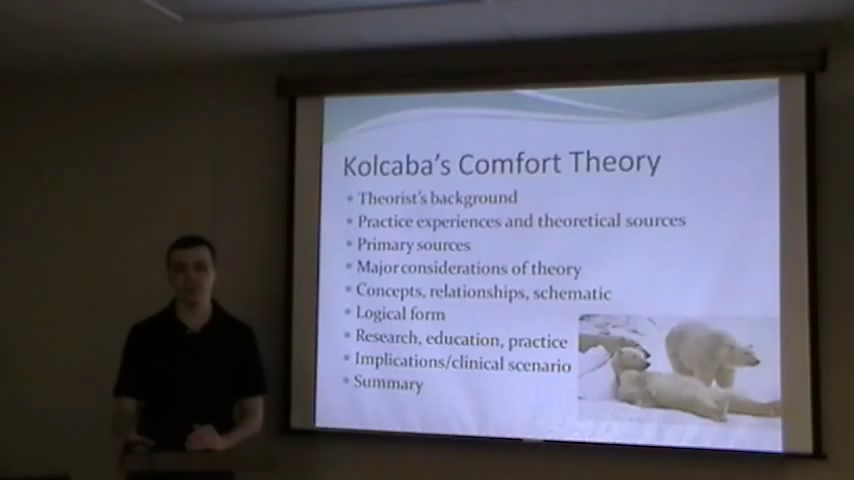 Kolcaba's Comfort Theory
• Theorist's background
• Practice experiences and theoretical sources
• Primary sources
• Major considerations of theory
• Concepts, relationships, schematic
• Logical form
• Research, education, practice
• Implications/clinical scenario
• Summary